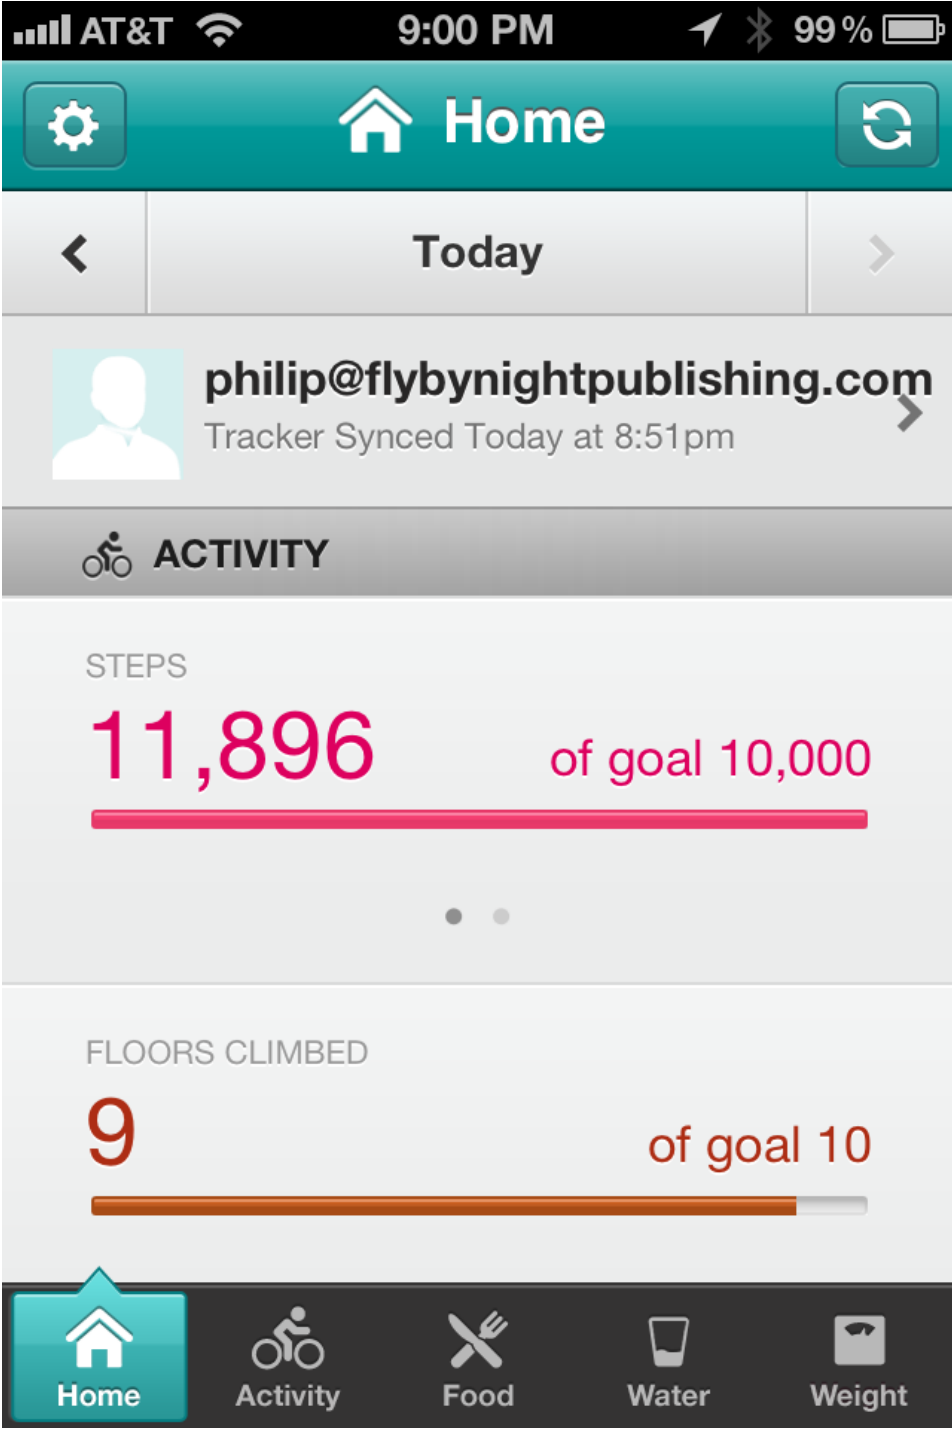 AT&T 9:00 PM 99%
Home
Today
philip@flybynightpublishing.com
Tracker Synced Today at 8:51pm
ACTIVITY
STEPS
11,896 of goal 10,000
FLOORS CLIMBED
9 of goal 10
Home Activity Food Water Weight